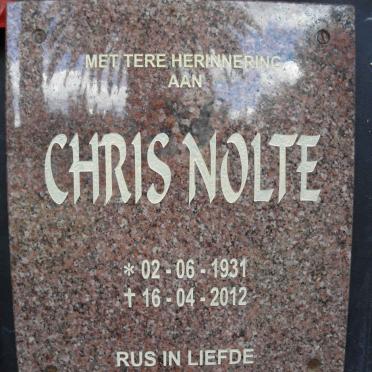 MET TERE HERINNERING
AAN
CHRIS NOLTE
* 02 - 06 - 1931
† 16 - 04 - 2012
RUS IN LIEFDE